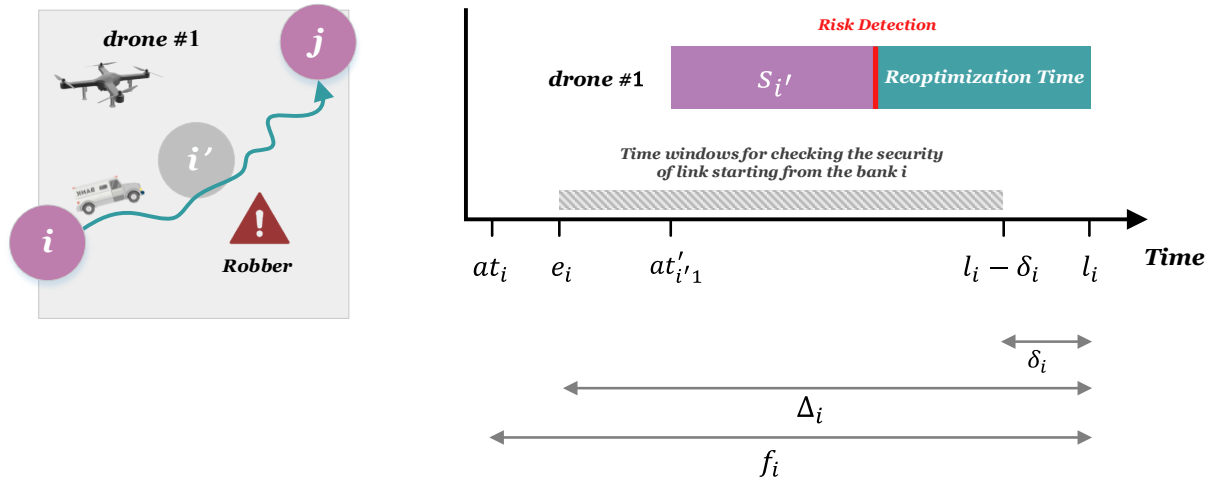 drone #1
j
i′
BANK
i
Robber
Risk Detection
drone #1
S_{i′}
Reoptimization Time
Time windows for checking the security
of link starting from the bank i
at_i
e_i
at′_{i′1}
l_i − δ_i
l_i
Time
δ_i
Δ_i
f_i